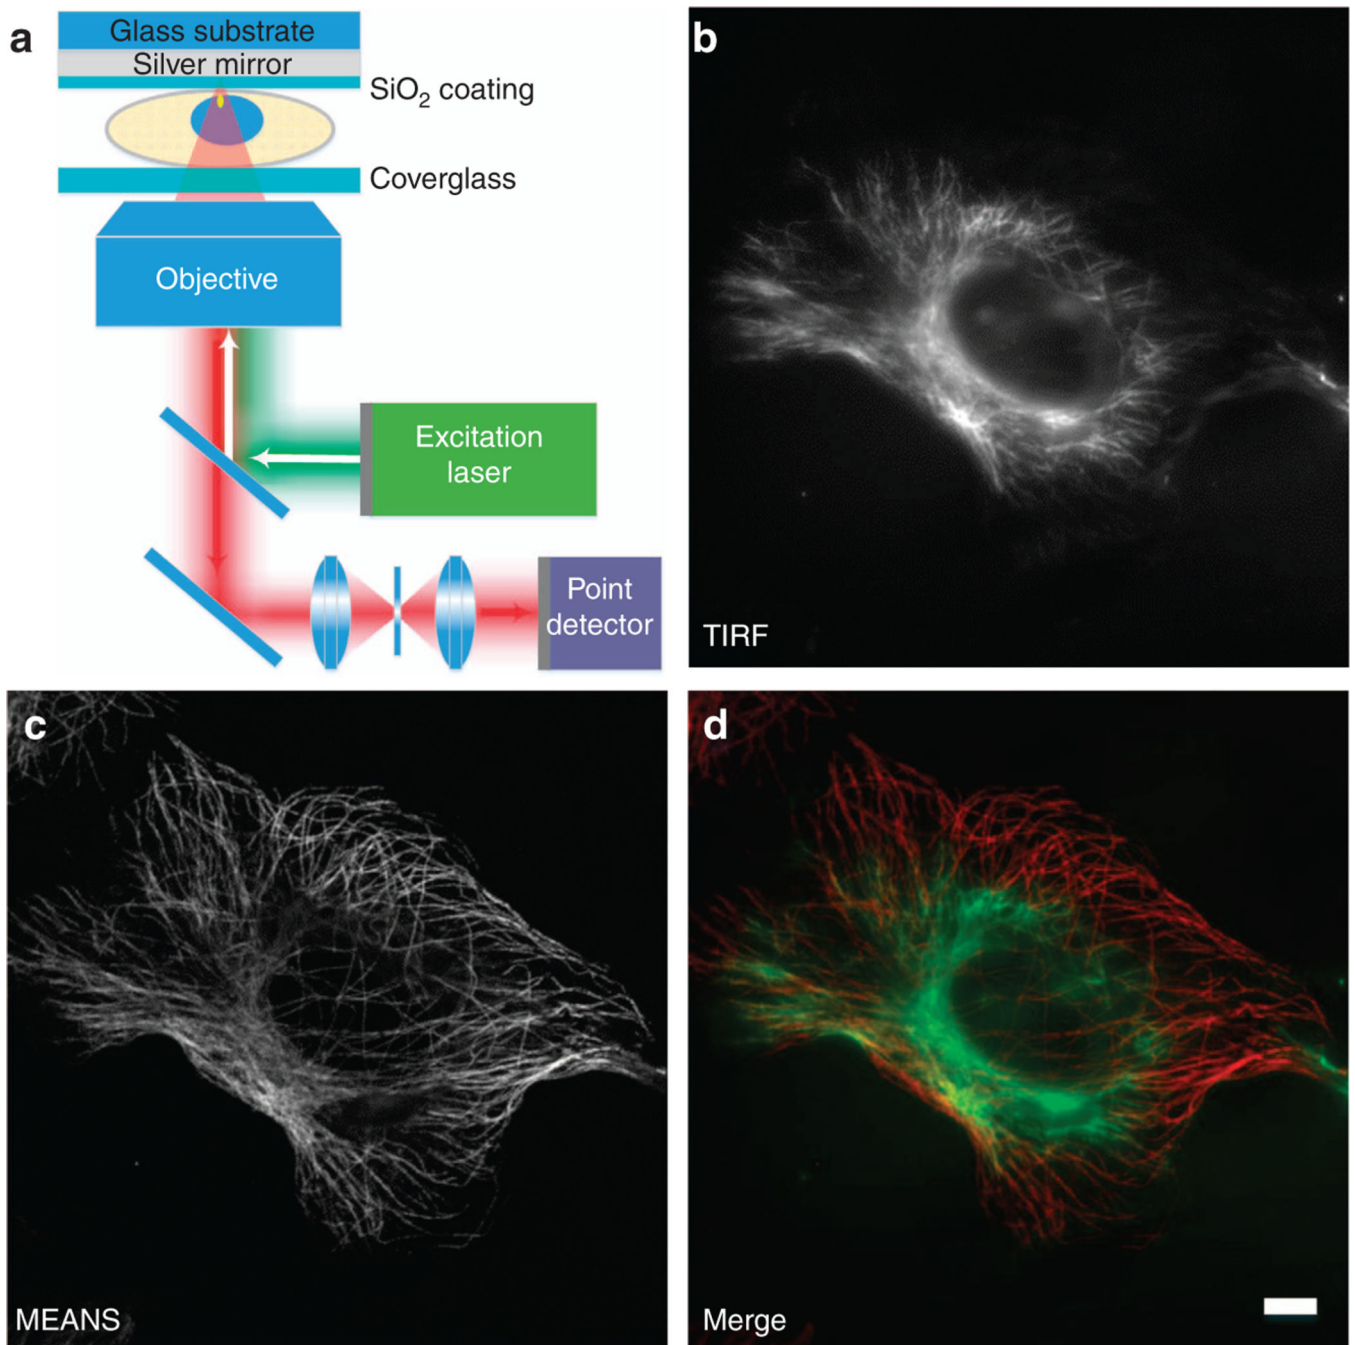 a
Glass substrate
Silver mirror
SiO₂ coating
Coverglass
Objective
Excitation
laser
Point
detector
b
TIRF
c
MEANS
d
Merge